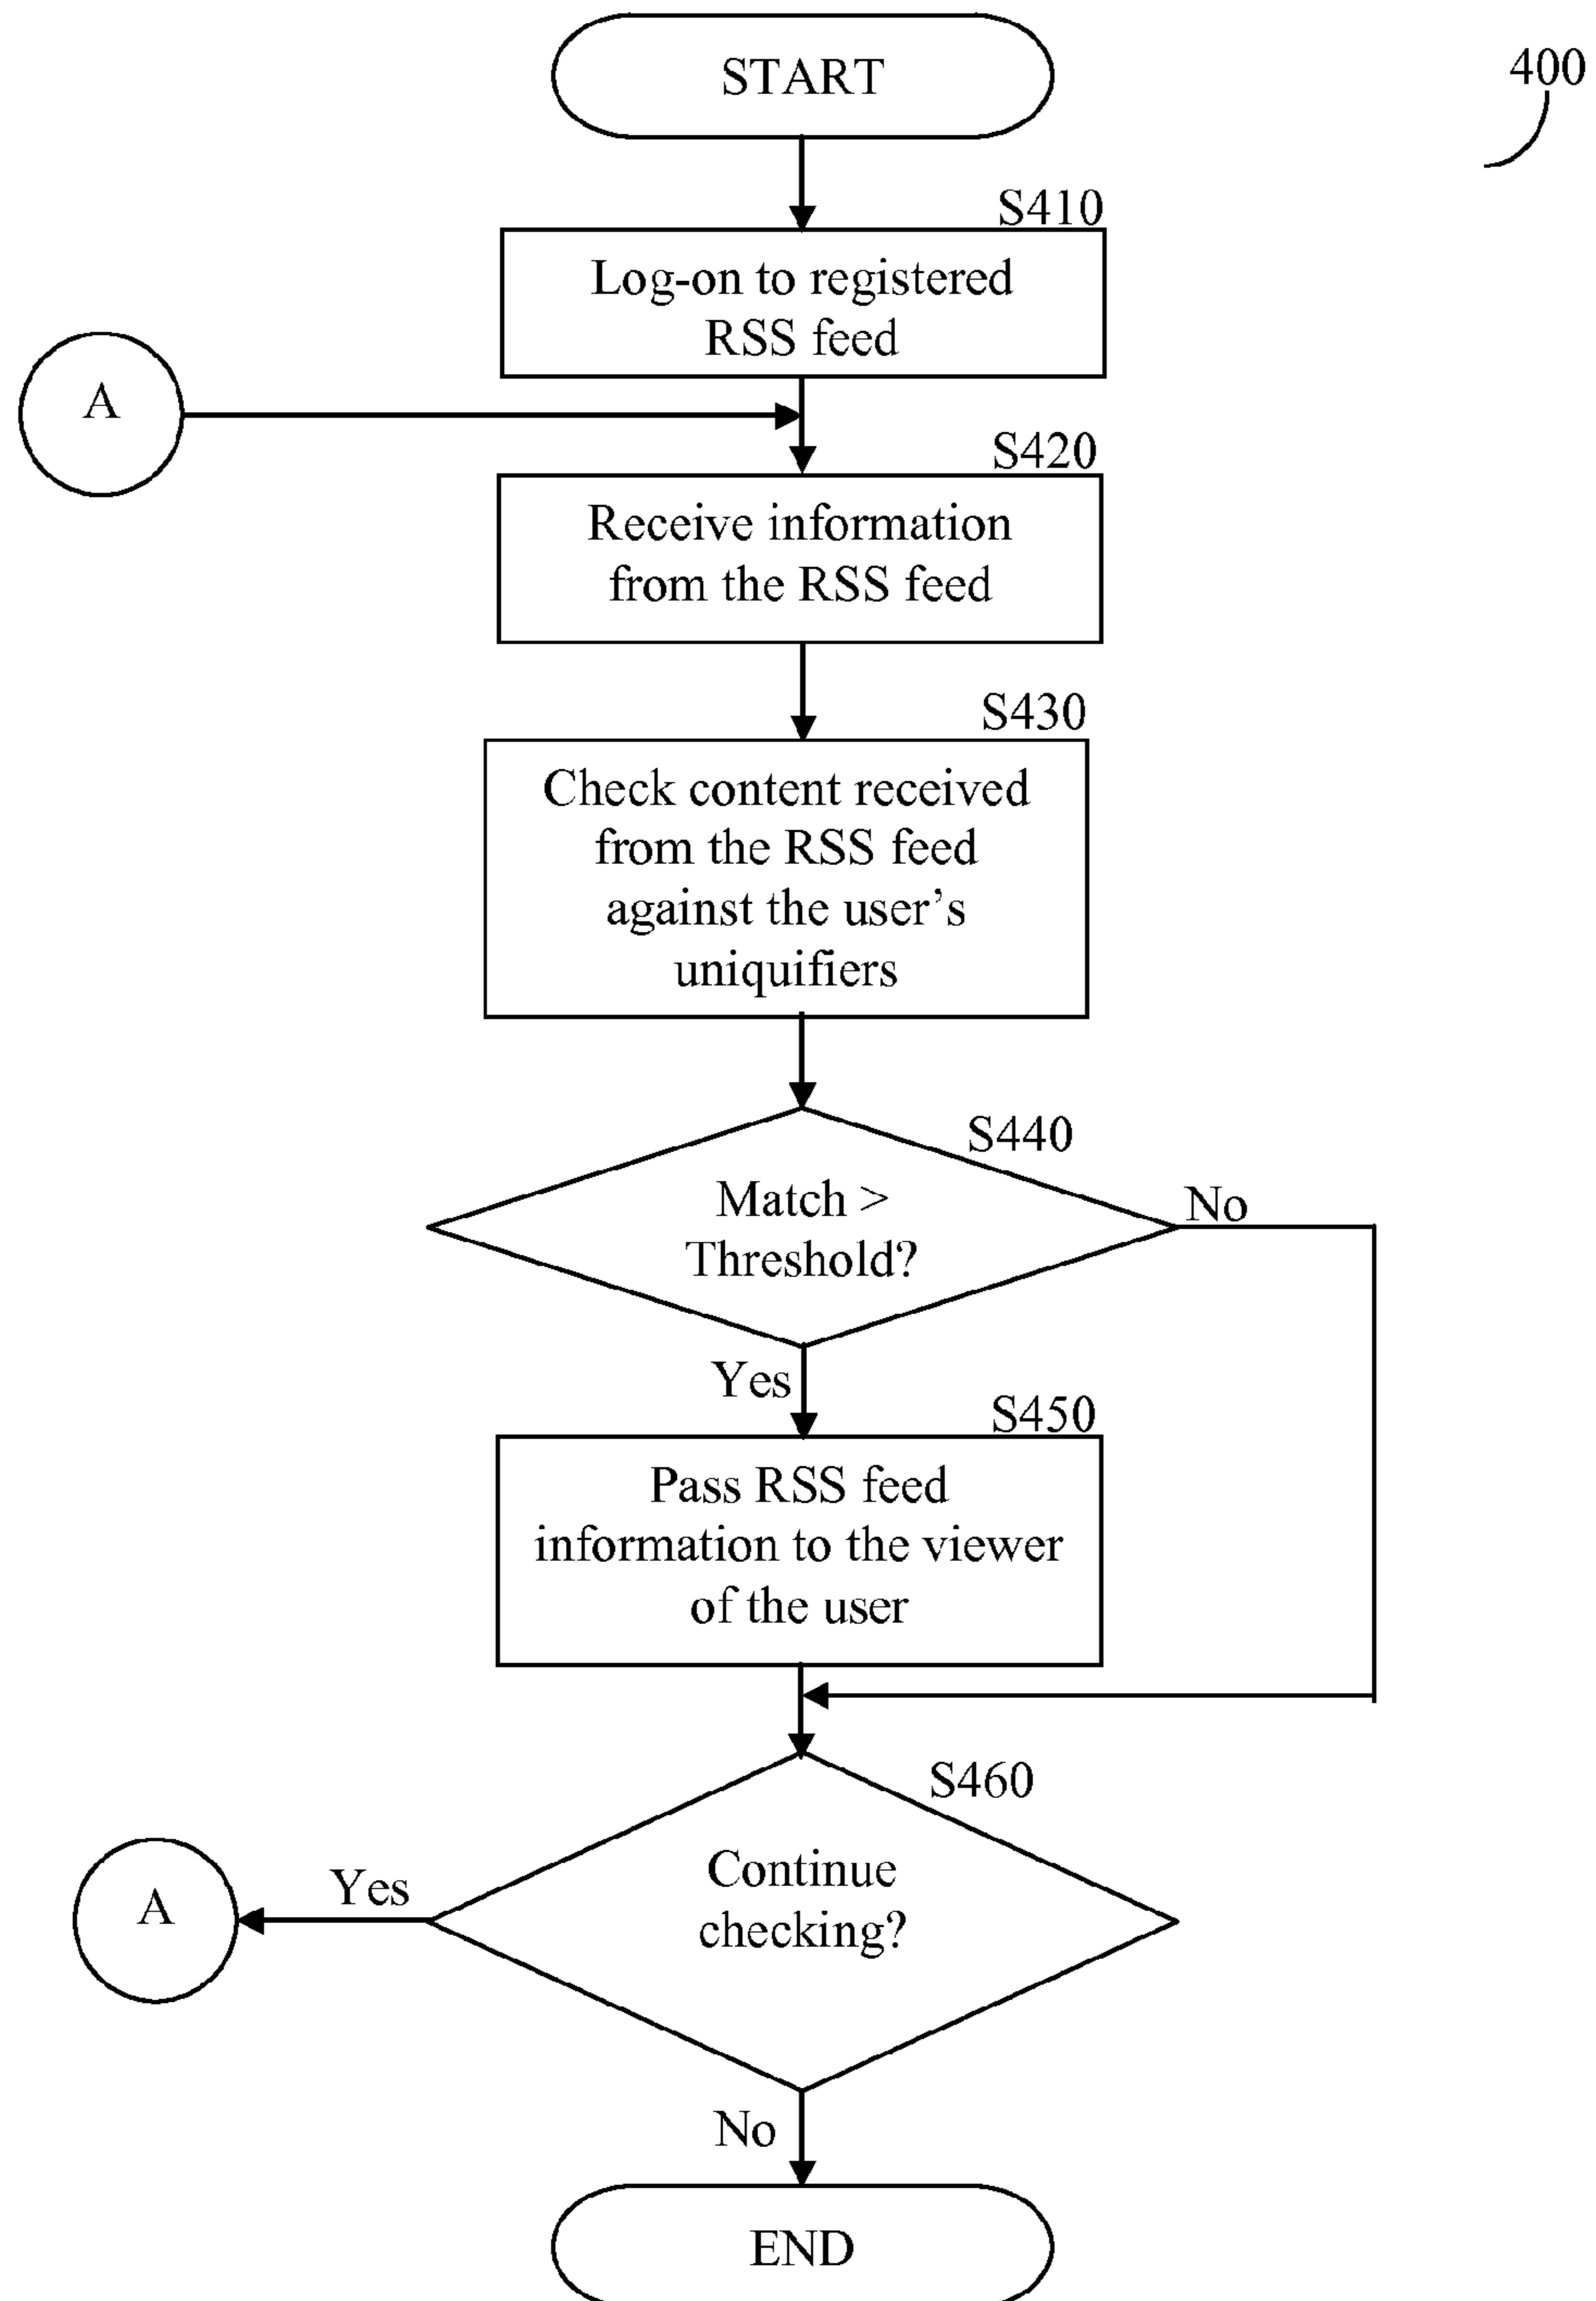 START
400
S410
Log-on to registered
RSS feed
A
S420
Receive information
from the RSS feed
S430
Check content received
from the RSS feed
against the user’s
uniquifiers
S440
Match >
Threshold?
No
Yes
S450
Pass RSS feed
information to the viewer
of the user
S460
Continue
checking?
Yes
A
No
END